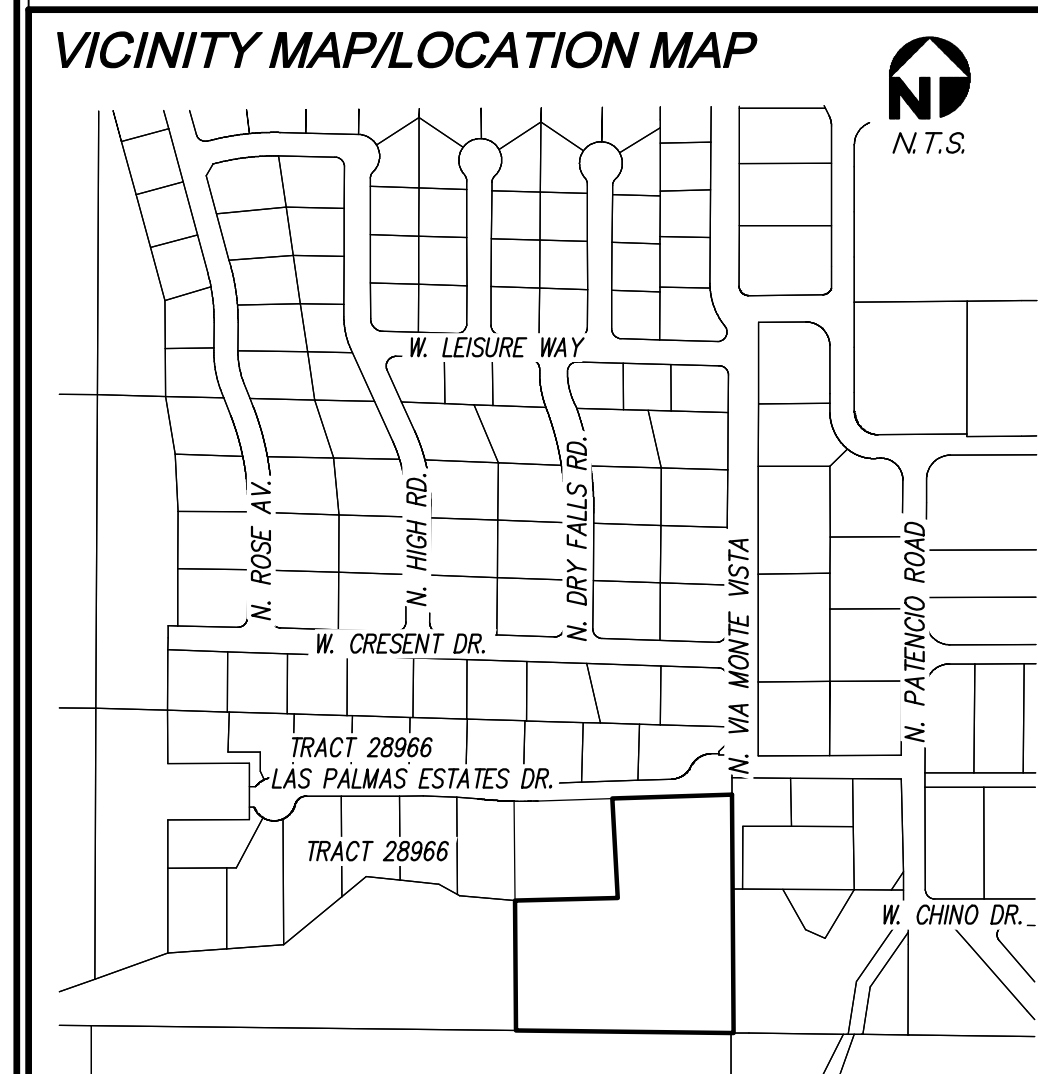 VICINITY MAP/LOCATION MAP
N
N.T.S.
W. LEISURE WAY
N. ROSE AV.
N. HIGH RD.
N. DRY FALLS RD.
N. VIA MONTE VISTA
N. PATENCIO ROAD
W. CRESENT DR.
TRACT 28966
LAS PALMAS ESTATES DR.
TRACT 28966
W. CHINO DR.